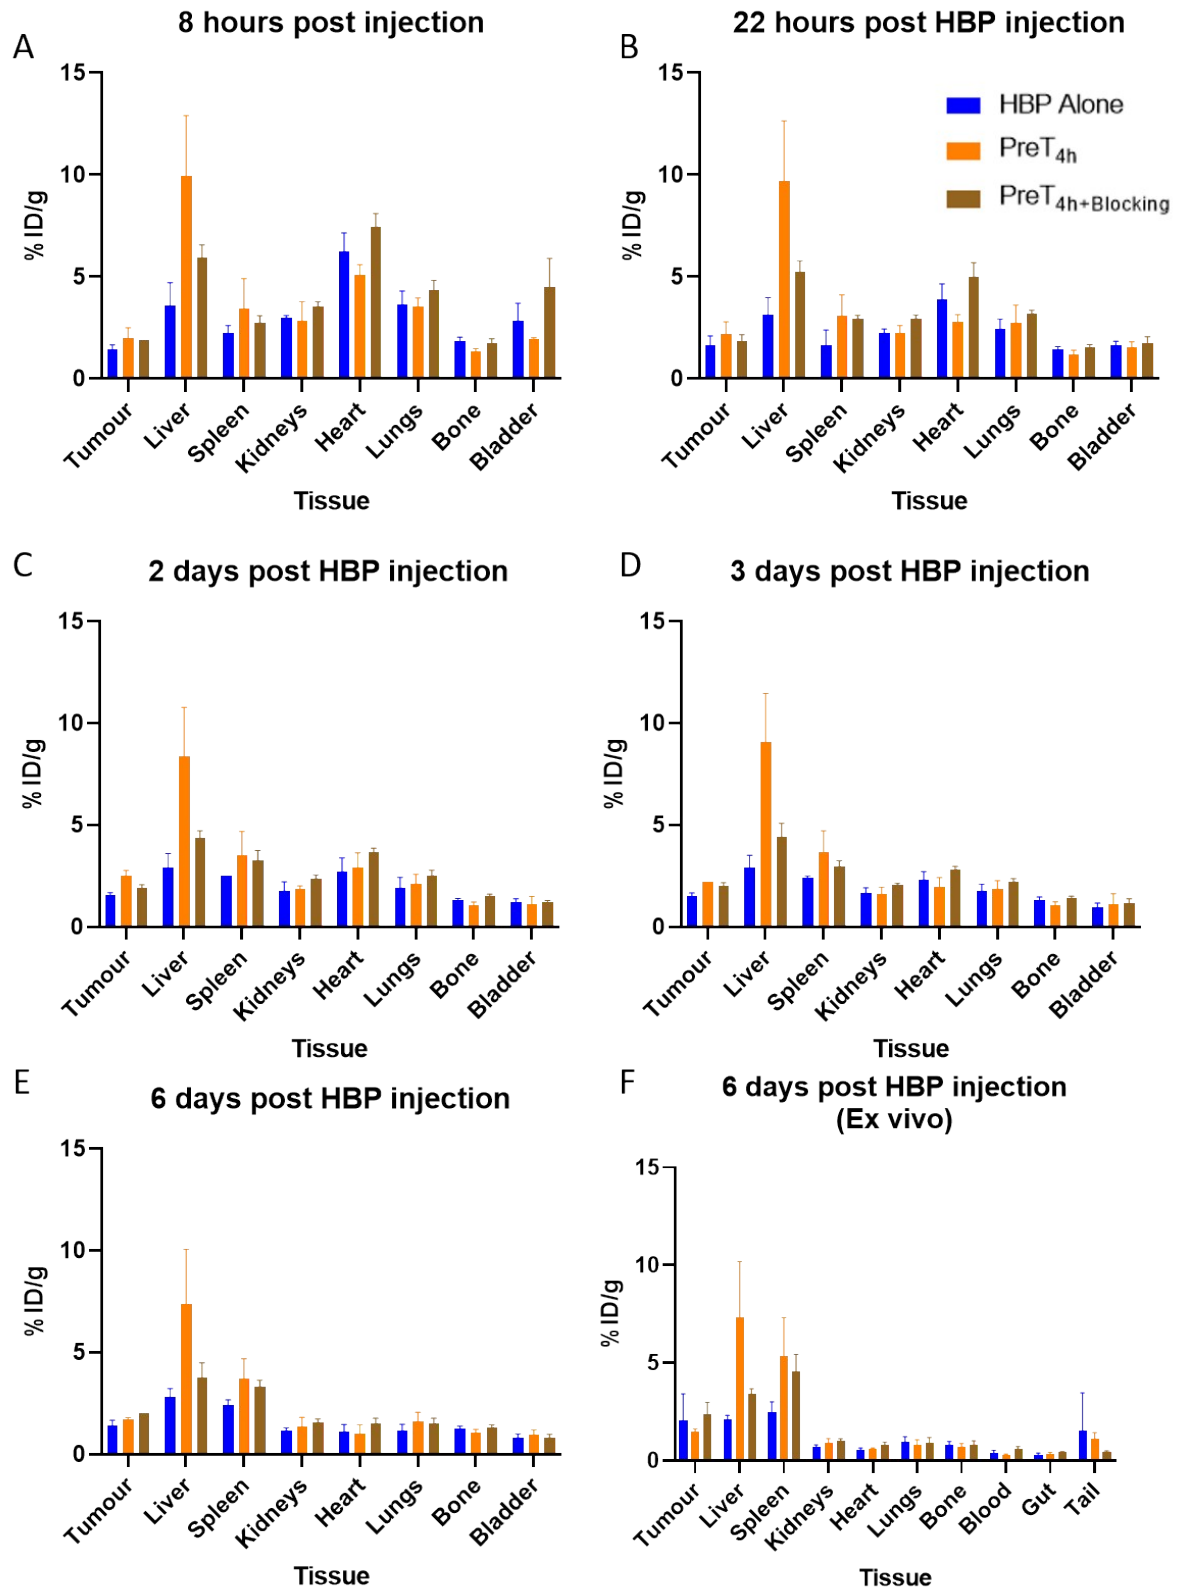 A
8 hours post injection
15
10
5
0
% ID/g
Tumour
Liver
Spleen
Kidneys
Heart
Lungs
Bone
Bladder
Tissue
B
22 hours post HBP injection
15
10
5
0
% ID/g
HBP Alone
PreT4h
PreT4h+Blocking
Tumour
Liver
Spleen
Kidneys
Heart
Lungs
Bone
Bladder
Tissue
C
2 days post HBP injection
15
10
5
0
% ID/g
Tumour
Liver
Spleen
Kidneys
Heart
Lungs
Bone
Bladder
Tissue
D
3 days post HBP injection
15
10
5
0
% ID/g
Tumour
Liver
Spleen
Kidneys
Heart
Lungs
Bone
Bladder
Tissue
E
6 days post HBP injection
15
10
5
0
% ID/g
Tumour
Liver
Spleen
Kidneys
Heart
Lungs
Bone
Bladder
Tissue
F
6 days post HBP injection
(Ex vivo)
15
10
5
0
% ID/g
Tumour
Liver
Spleen
Kidneys
Heart
Lungs
Bone
Blood
Gut
Tail
Tissue